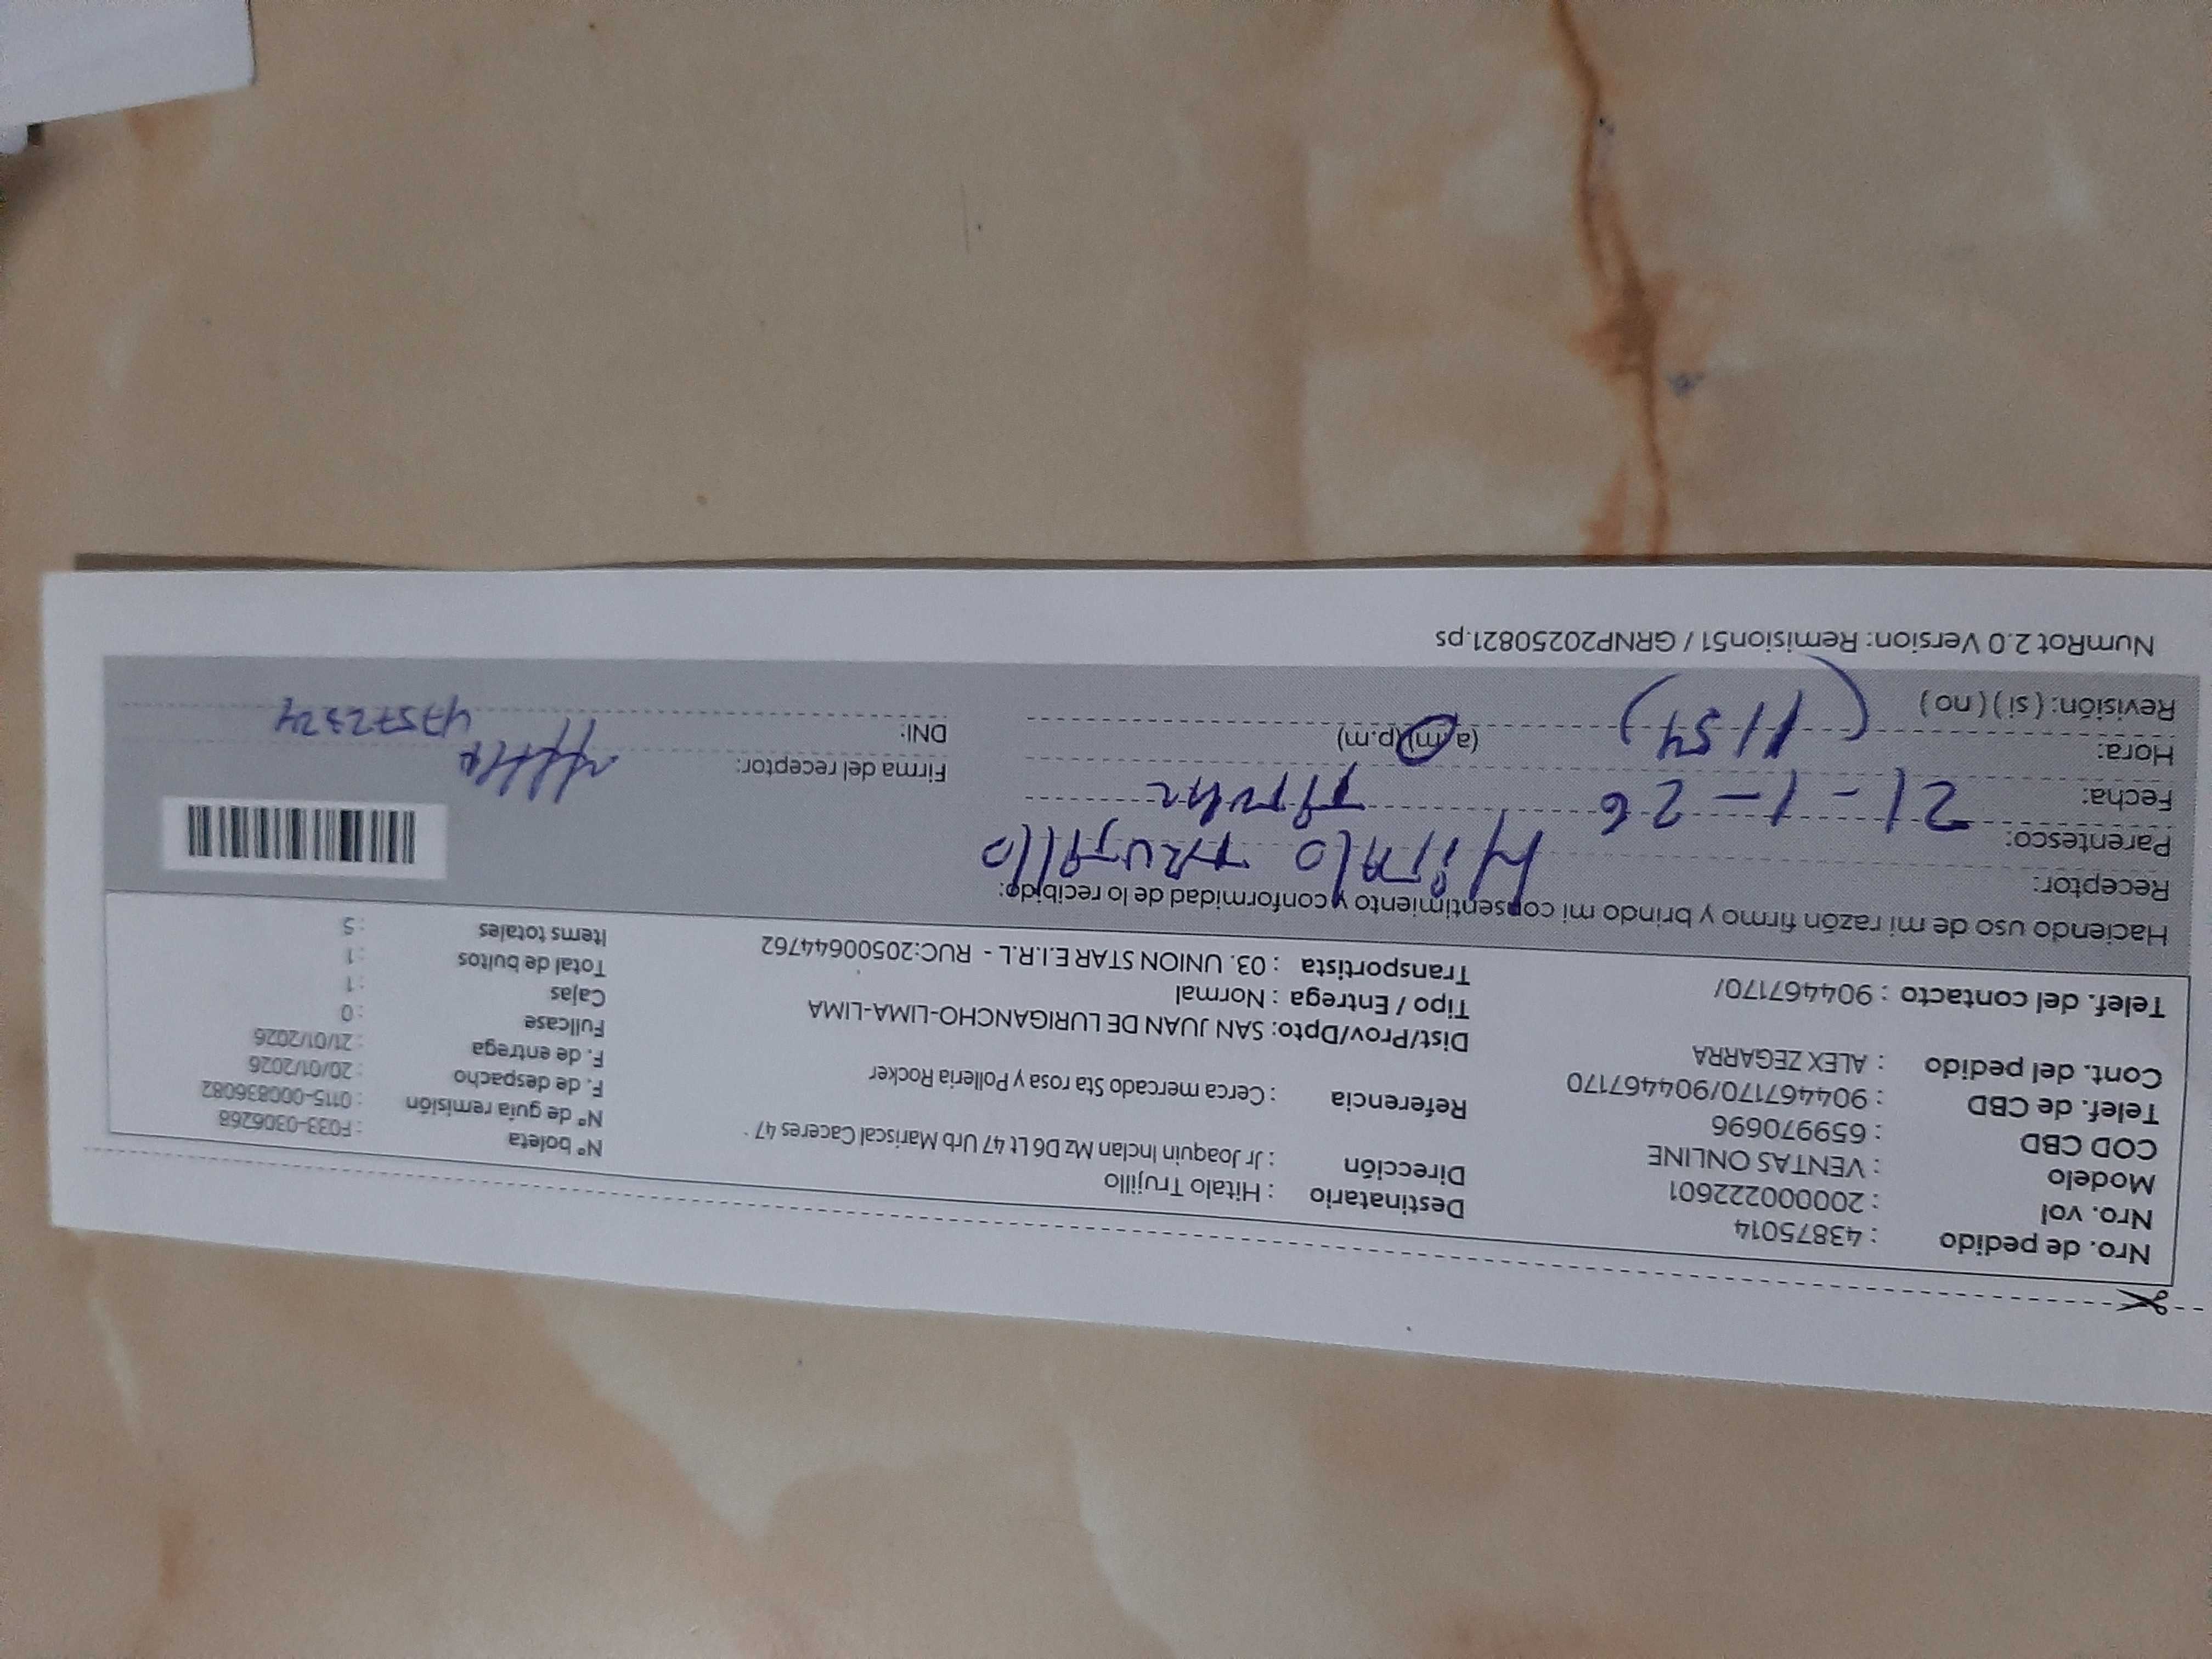 Nro. de pedido : 43875014
Nro. vol : 20000022260​1
Modelo : VENTAS ONLINE
COD CBD : 659970696
Telef. de CBD : 904467170/904467170
Cont. del pedido : ALEX ZEGARRA
Telef. del contacto : 904467170/
Destinatario : Hitalo Trujillo
Dirección : Jr Joaquin Inclan Mz D6 Lt 47 Urb Mariscal Caceres 47
Referencia : Cerca mercado Sta rosa y Polleria Rocker
Dist/Prov/Dpto: SAN JUAN DE LURIGANCHO-LIMA-LIMA
Tipo / Entrega : Normal
Transportista : 03. UNION STAR E.I.R.L - RUC:20500644762
N° boleta : F033-0306268
N° de guía remisión : 0115-000836082
F. de despacho : 20/01/2026
F. de entrega : 21/01/2026
Fullcase : 0
Cajas : 1
Total de bultos : 1
Items totales : 5
Haciendo uso de mi razón firmo y brindo mi consentimiento y conformidad de lo recibido:
Receptor: Hitalo Trujillo
Parentesco:
Fecha: 21-1-26
Hora: (1154) (a.m)(p.m)
Revisión: ( si ) ( no )
Firma del receptor:
DNI: 47572324
NumRot 2.0 Version: Remision51 / GRNP20250821.ps